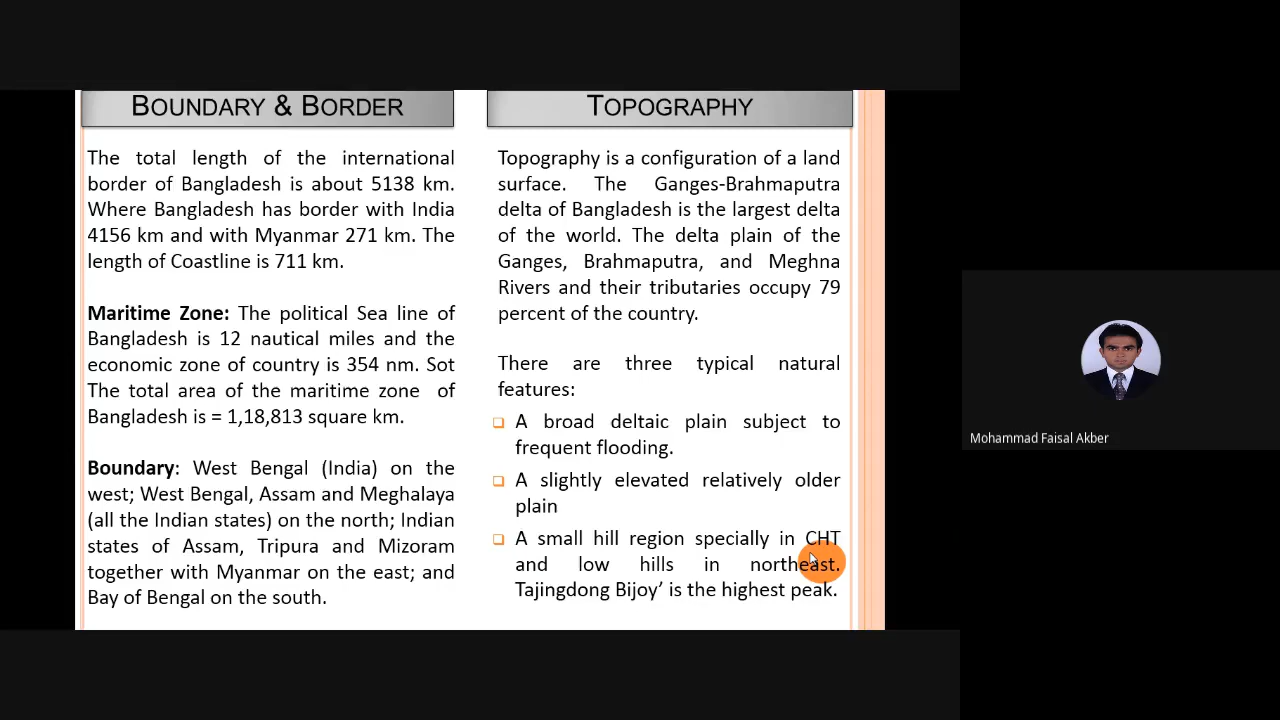 BOUNDARY & BORDER
The total length of the international
border of Bangladesh is about 5138 km.
Where Bangladesh has border with India
4156 km and with Myanmar 271 km. The
length of Coastline is 711 km.
Maritime Zone: The political Sea line of
Bangladesh is 12 nautical miles and the
economic zone of country is 354 nm. Sot
The total area of the maritime zone of
Bangladesh is = 1,18,813 square km.
Boundary: West Bengal (India) on the
west; West Bengal, Assam and Meghalaya
(all the Indian states) on the north; Indian
states of Assam, Tripura and Mizoram
together with Myanmar on the east; and
Bay of Bengal on the south.
TOPOGRAPHY
Topography is a configuration of a land
surface. The Ganges-Brahmaputra
delta of Bangladesh is the largest delta
of the world. The delta plain of the
Ganges, Brahmaputra, and Meghna
Rivers and their tributaries occupy 79
percent of the country.
There are three typical natural
features:
❑ A broad deltaic plain subject to
frequent flooding.
❑ A slightly elevated relatively older
plain
❑ A small hill region specially in CHT
and low hills in northeast.
Tajingdong Bijoy’ is the highest peak.
Mohammad Faisal Akber